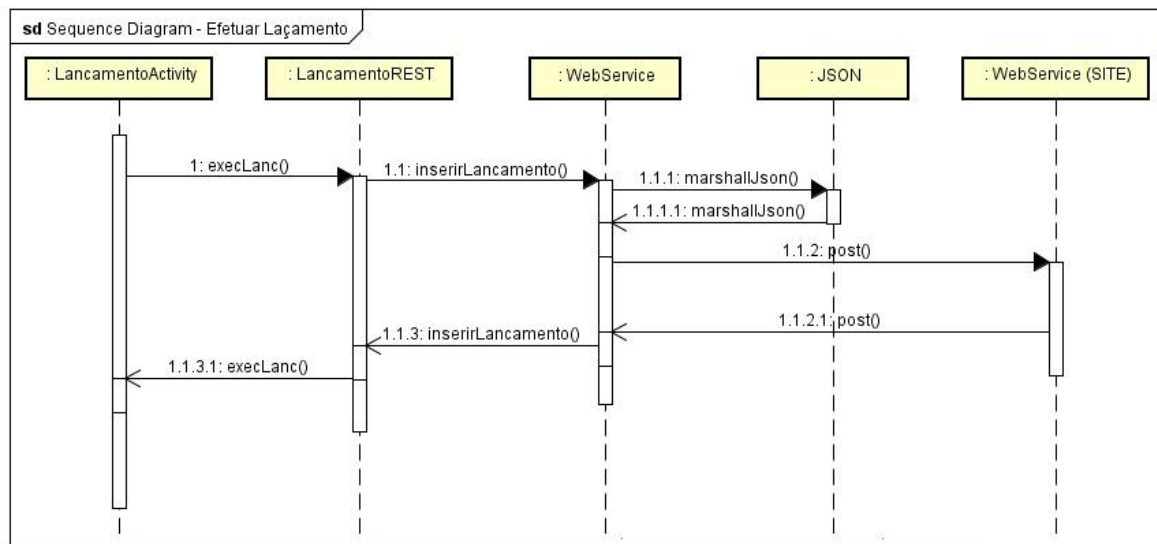 sd Sequence Diagram - Efetuar Laçamento
: LancamentoActivity
: LancamentoREST
: WebService
: JSON
: WebService (SITE)
1: execLanc()
1.1: inserirLancamento()
1.1.1: marshallJson()
1.1.1.1: marshallJson()
1.1.2: post()
1.1.2.1: post()
1.1.3: inserirLancamento()
1.1.3.1: execLanc()